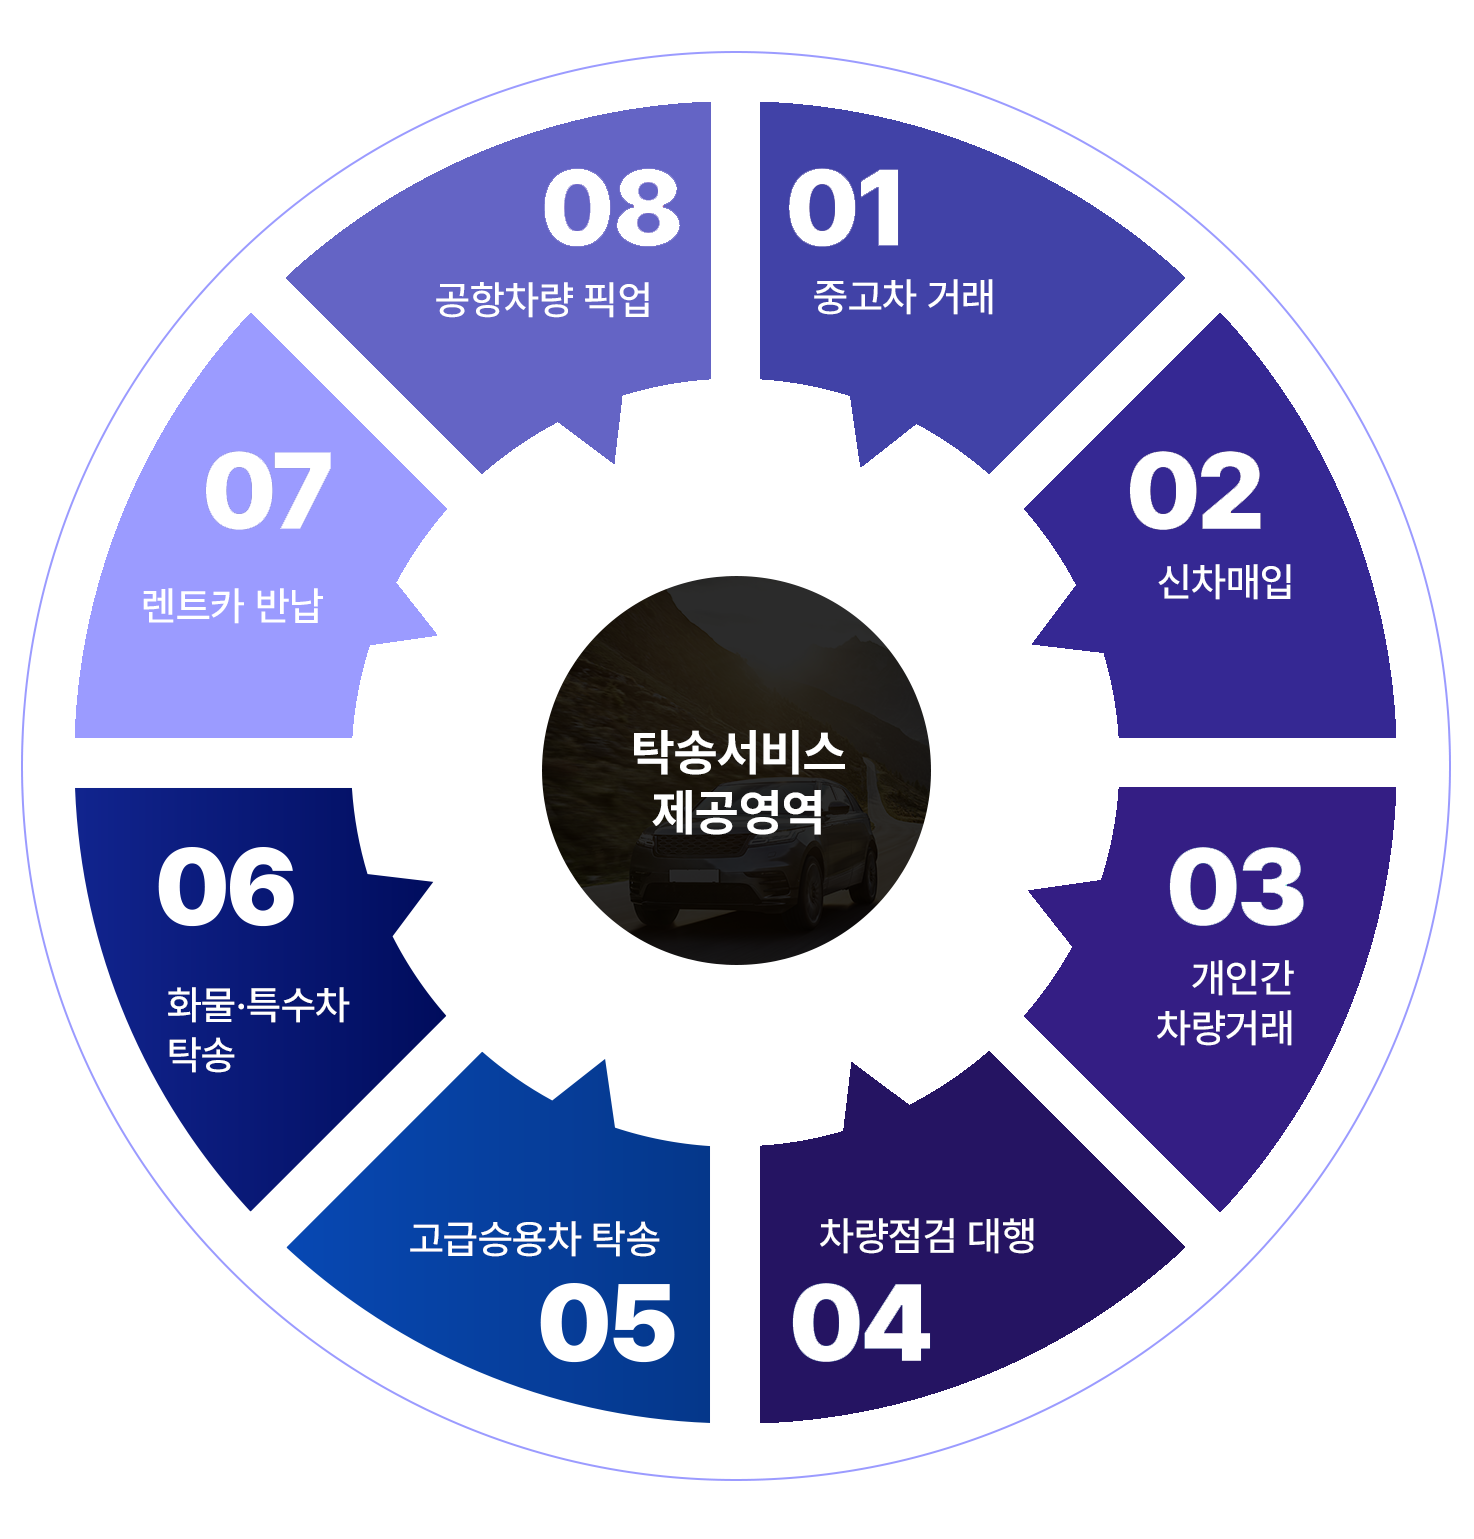 탁송서비스
제공영역
01
중고차 거래
02
신차매입
03
개인간
차량거래
04
차량점검 대행
05
고급승용차 탁송
06
화물·특수차
탁송
07
렌트카 반납
08
공항차량 픽업